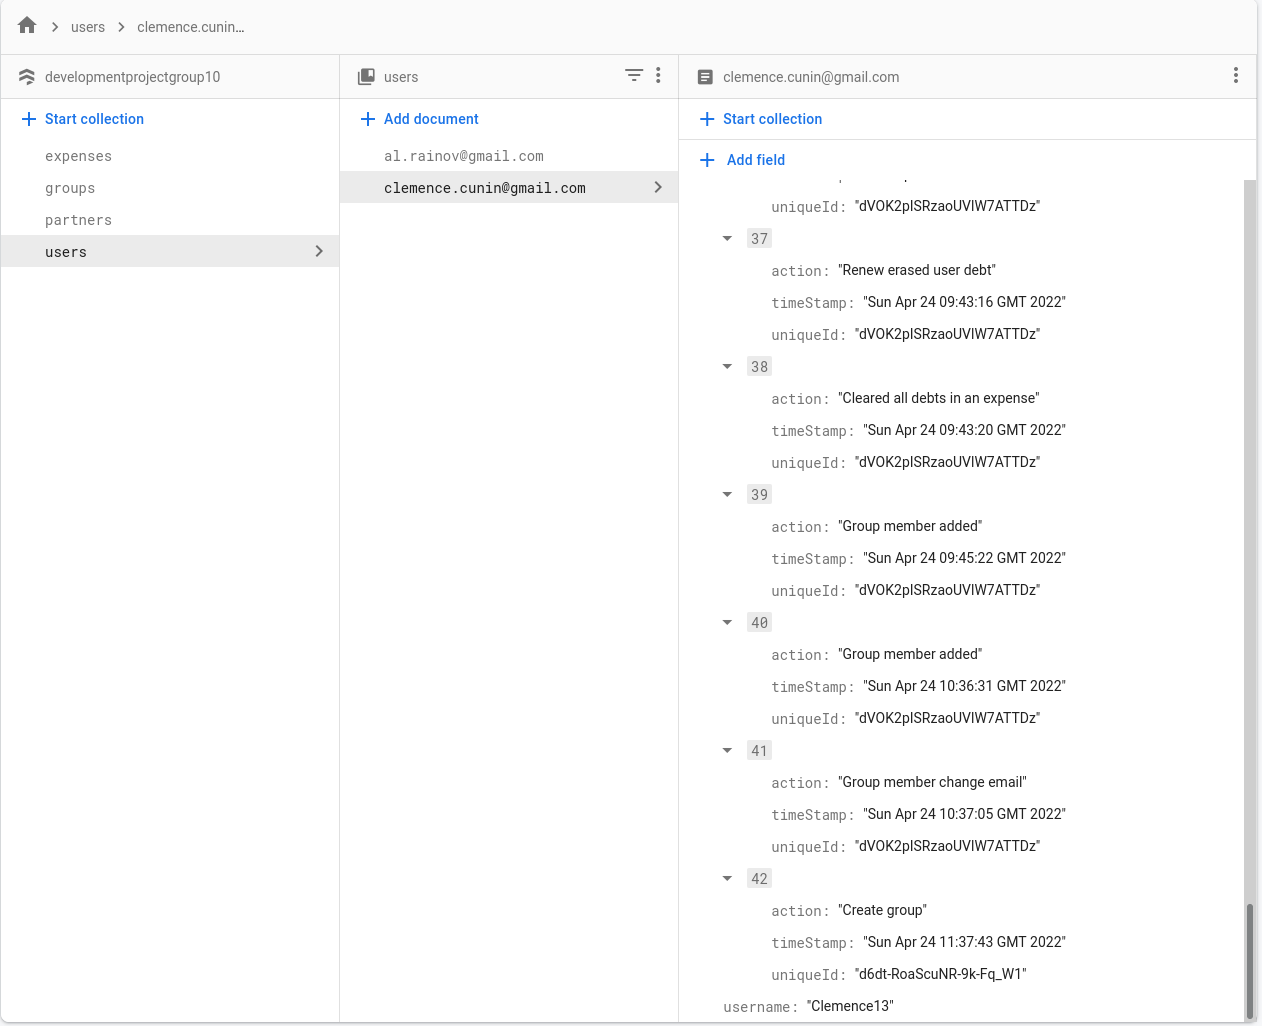 users
clemence.cunin…
developmentprojectgroup10
Start collection
expenses
groups
partners
users
users
Add document
al.rainov@gmail.com
clemence.cunin@gmail.com
clemence.cunin@gmail.com
Start collection
Add field
uniqueId: "dVOK2pISRzaoUVlW7ATTDz"
37
action: "Renew erased user debt"
timeStamp: "Sun Apr 24 09:43:16 GMT 2022"
uniqueId: "dVOK2pISRzaoUVlW7ATTDz"
38
action: "Cleared all debts in an expense"
timeStamp: "Sun Apr 24 09:43:20 GMT 2022"
uniqueId: "dVOK2pISRzaoUVlW7ATTDz"
39
action: "Group member added"
timeStamp: "Sun Apr 24 09:45:22 GMT 2022"
uniqueId: "dVOK2pISRzaoUVlW7ATTDz"
40
action: "Group member added"
timeStamp: "Sun Apr 24 10:36:31 GMT 2022"
uniqueId: "dVOK2pISRzaoUVlW7ATTDz"
41
action: "Group member change email"
timeStamp: "Sun Apr 24 10:37:05 GMT 2022"
uniqueId: "dVOK2pISRzaoUVlW7ATTDz"
42
action: "Create group"
timeStamp: "Sun Apr 24 11:37:43 GMT 2022"
uniqueId: "d6dt-RoaScuNR-9k-Fq_W1"
username: "Clemence13"